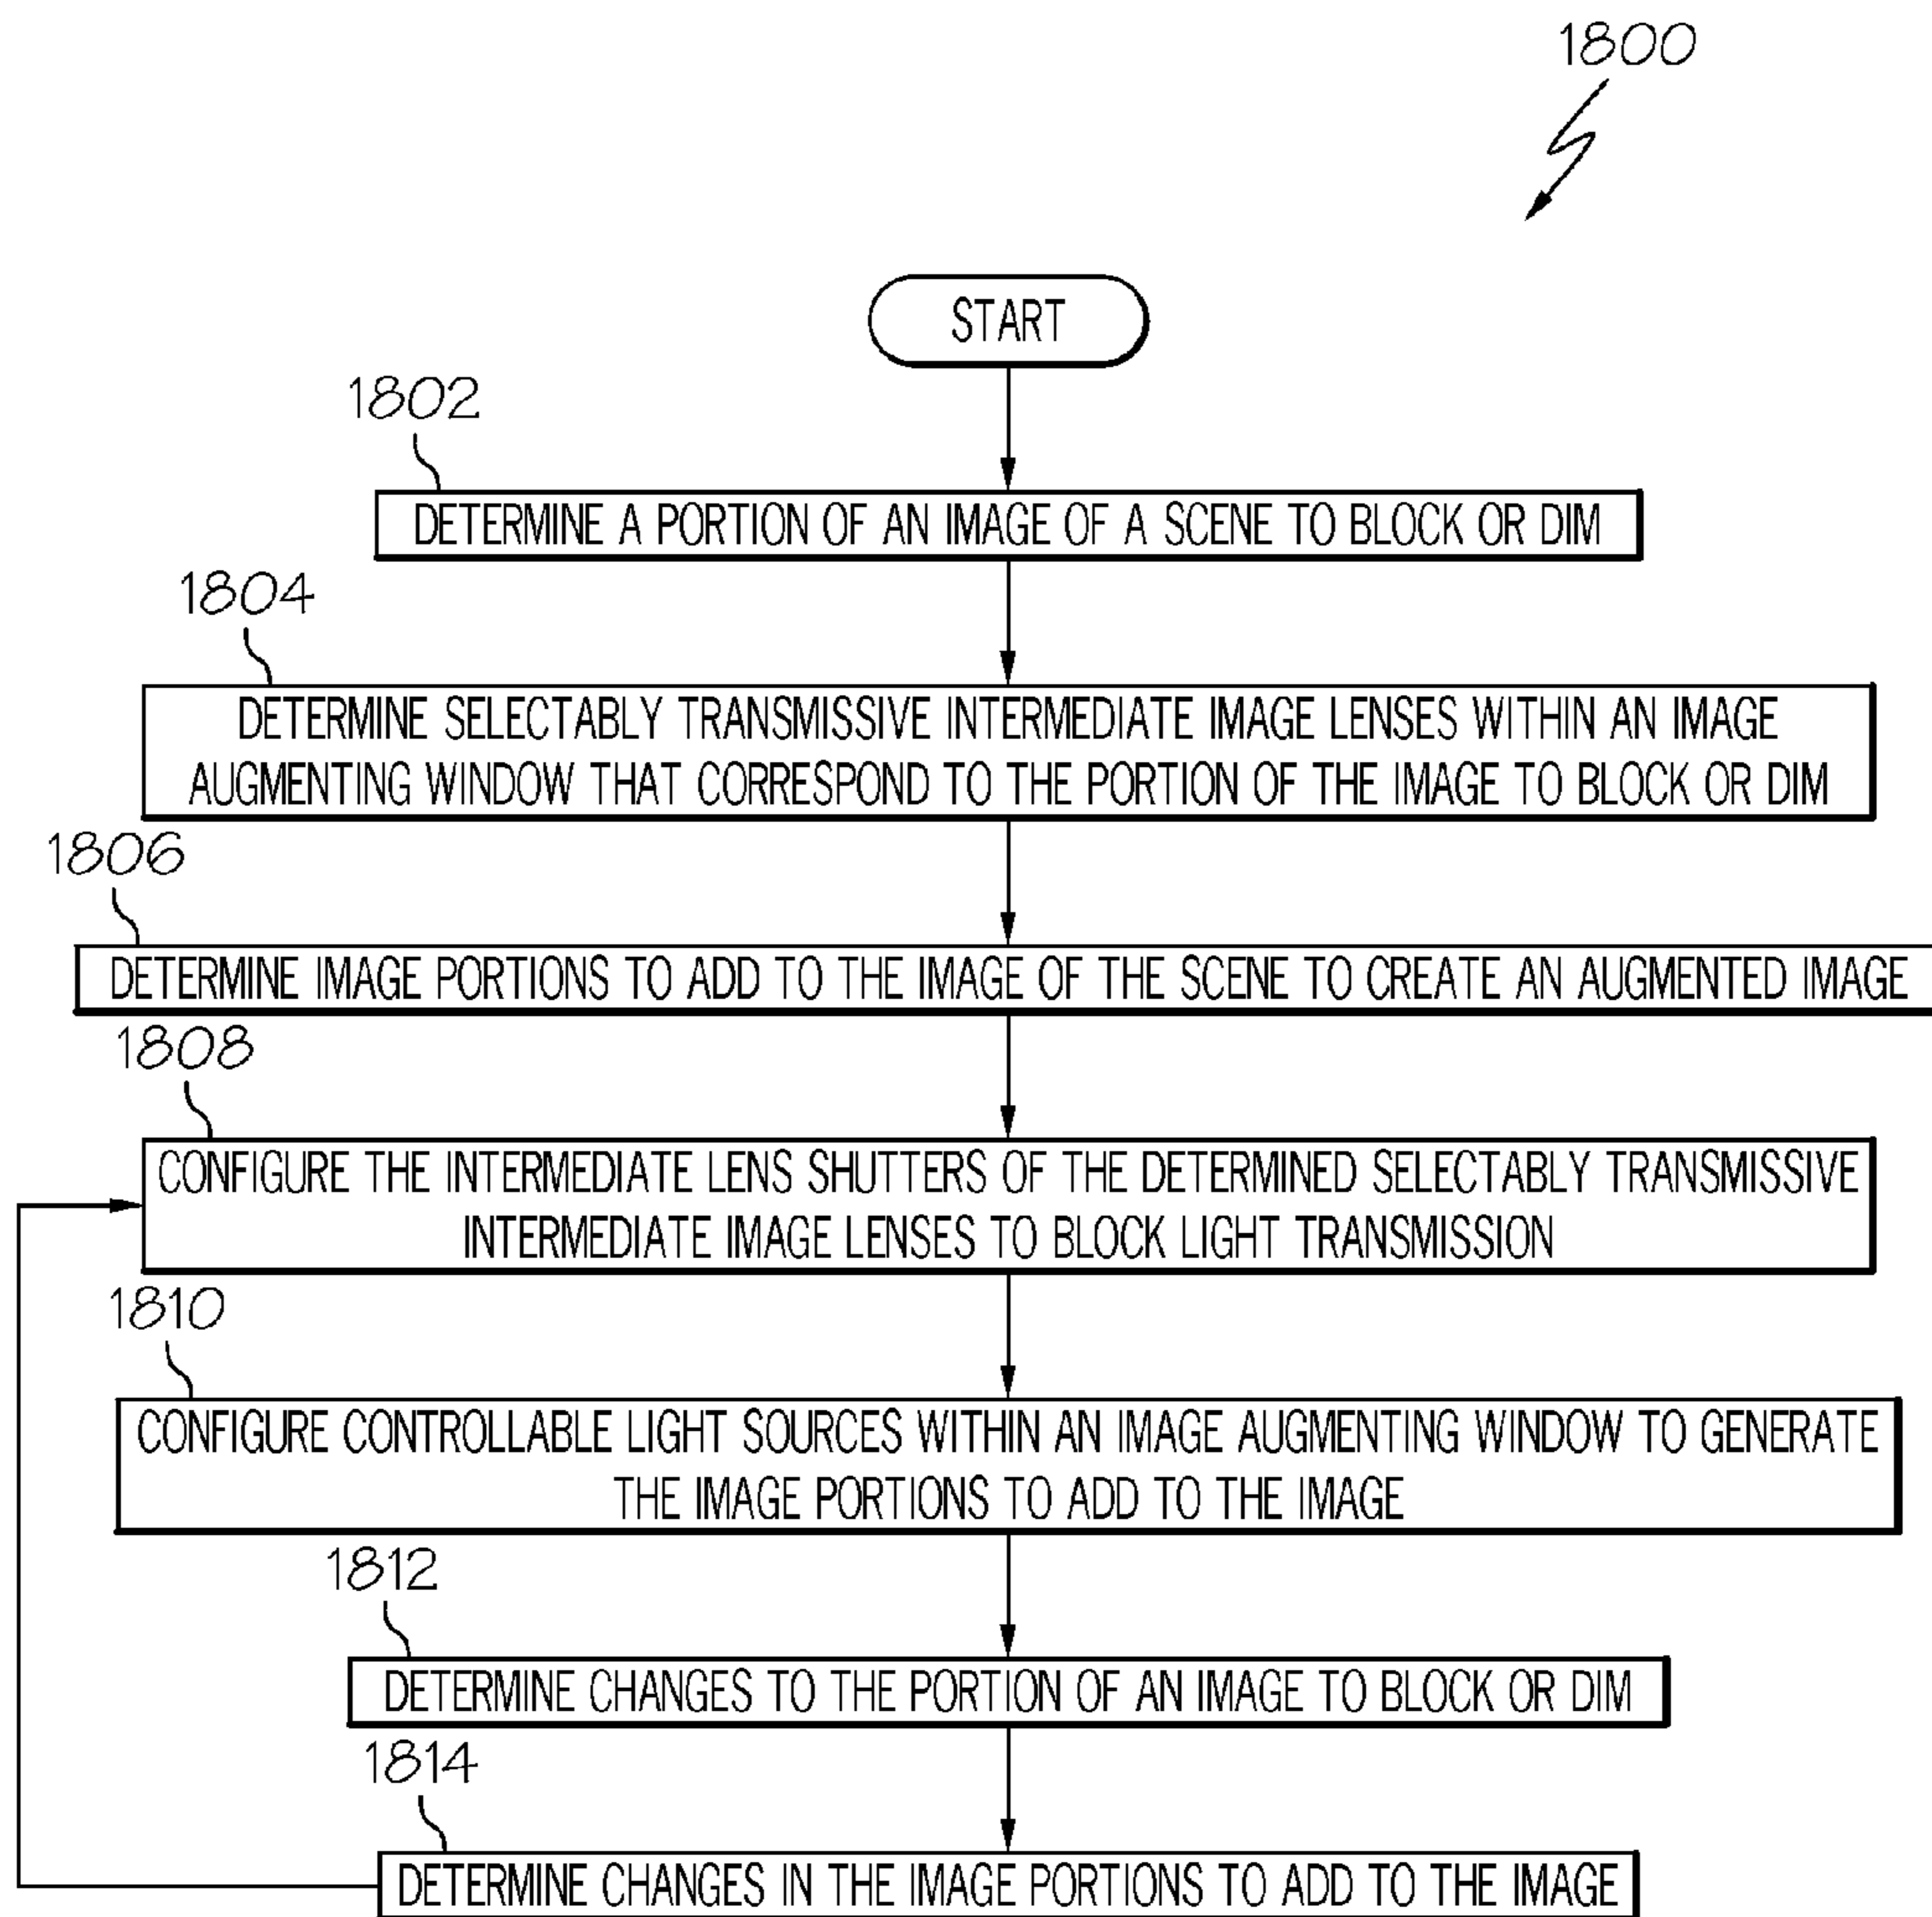 1800
START
1802
DETERMINE A PORTION OF AN IMAGE OF A SCENE TO BLOCK OR DIM
1804
DETERMINE SELECTABLY TRANSMISSIVE INTERMEDIATE IMAGE LENSES WITHIN AN IMAGE
AUGMENTING WINDOW THAT CORRESPOND TO THE PORTION OF THE IMAGE TO BLOCK OR DIM
1806
DETERMINE IMAGE PORTIONS TO ADD TO THE IMAGE OF THE SCENE TO CREATE AN AUGMENTED IMAGE
1808
CONFIGURE THE INTERMEDIATE LENS SHUTTERS OF THE DETERMINED SELECTABLY TRANSMISSIVE
INTERMEDIATE IMAGE LENSES TO BLOCK LIGHT TRANSMISSION
1810
CONFIGURE CONTROLLABLE LIGHT SOURCES WITHIN AN IMAGE AUGMENTING WINDOW TO GENERATE
THE IMAGE PORTIONS TO ADD TO THE IMAGE
1812
DETERMINE CHANGES TO THE PORTION OF AN IMAGE TO BLOCK OR DIM
1814
DETERMINE CHANGES IN THE IMAGE PORTIONS TO ADD TO THE IMAGE